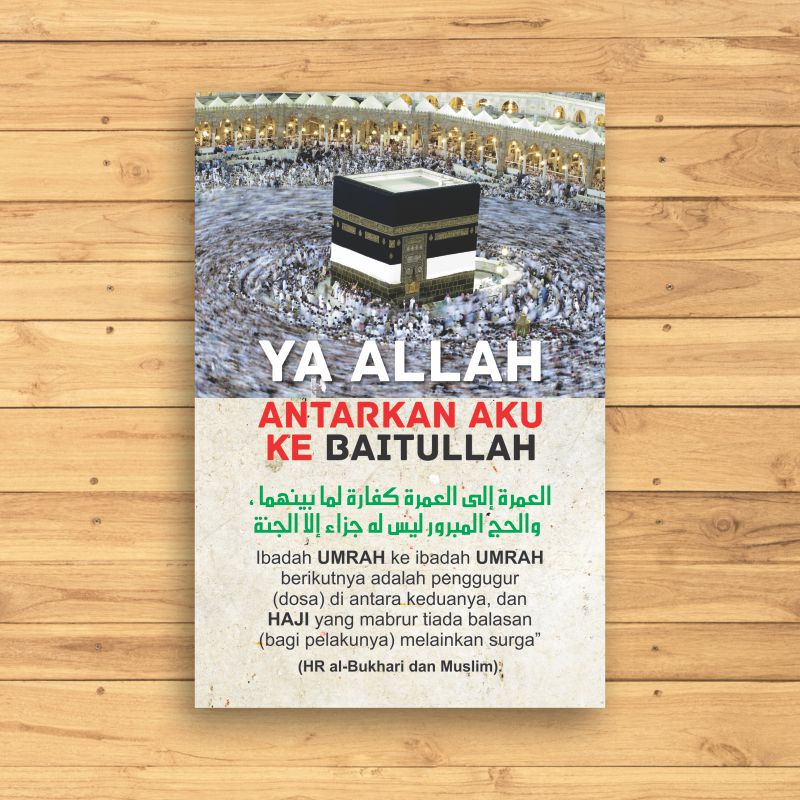 YA ALLAH
ANTARKAN AKU
KE BAITULLAH
العمرة إلى العمرة كفارة لما بينهما ،
والحج المبرور ليس له جزاء إلا الجنة
Ibadah UMRAH ke ibadah UMRAH
berikutnya adalah penggugur
(dosa) di antara keduanya, dan
HAJI yang mabrur tiada balasan
(bagi pelakunya) melainkan surga”
(HR al-Bukhari dan Muslim).